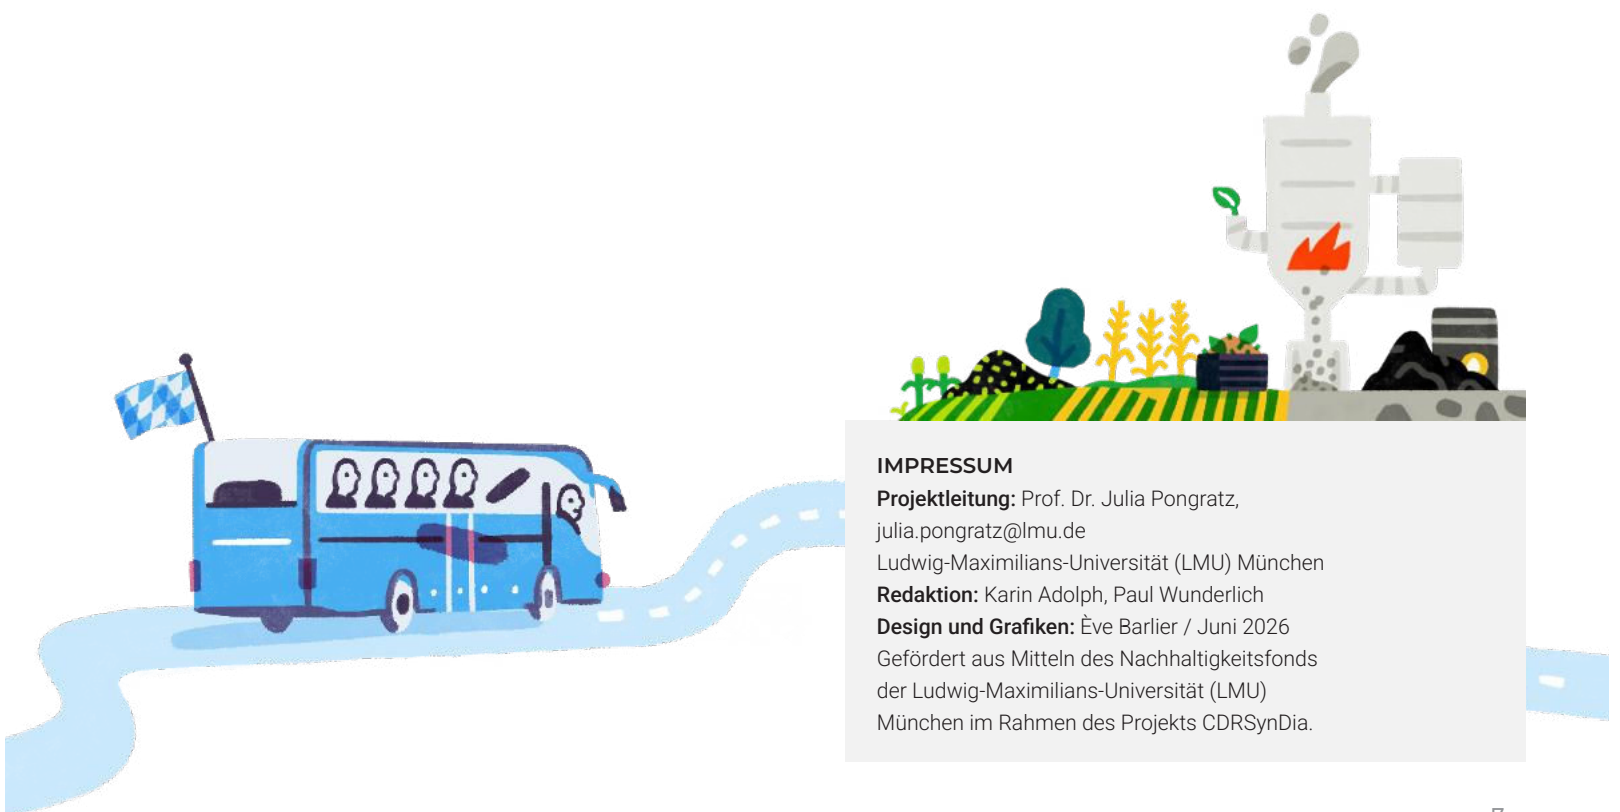 IMPRESSUM
Projektleitung: Prof. Dr. Julia Pongratz,
julia.pongratz@lmu.de
Ludwig-Maximilians-Universität (LMU) München
Redaktion: Karin Adolph, Paul Wunderlich
Design und Grafiken: Ève Barlier / Juni 2026
Gefördert aus Mitteln des Nachhaltigkeitsfonds
der Ludwig-Maximilians-Universität (LMU)
München im Rahmen des Projekts CDRSynDia.